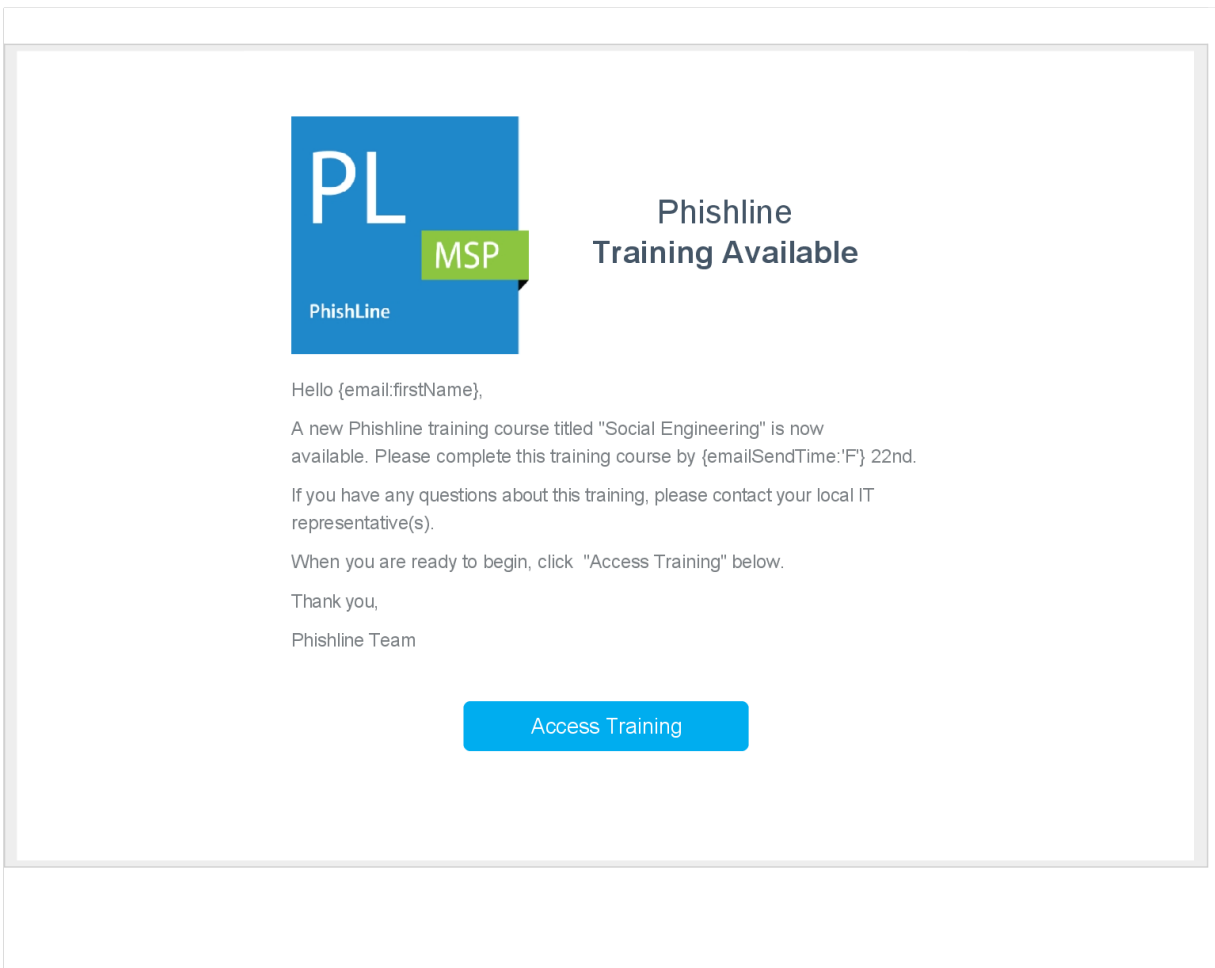 PL
MSP
PhishLine
Phishline
Training Available
Hello {email:firstName},
A new Phishline training course titled "Social Engineering" is now
available. Please complete this training course by {emailSendTime:'F'} 22nd.
If you have any questions about this training, please contact your local IT
representative(s).
When you are ready to begin, click  "Access Training" below.
Thank you,
Phishline Team
Access Training